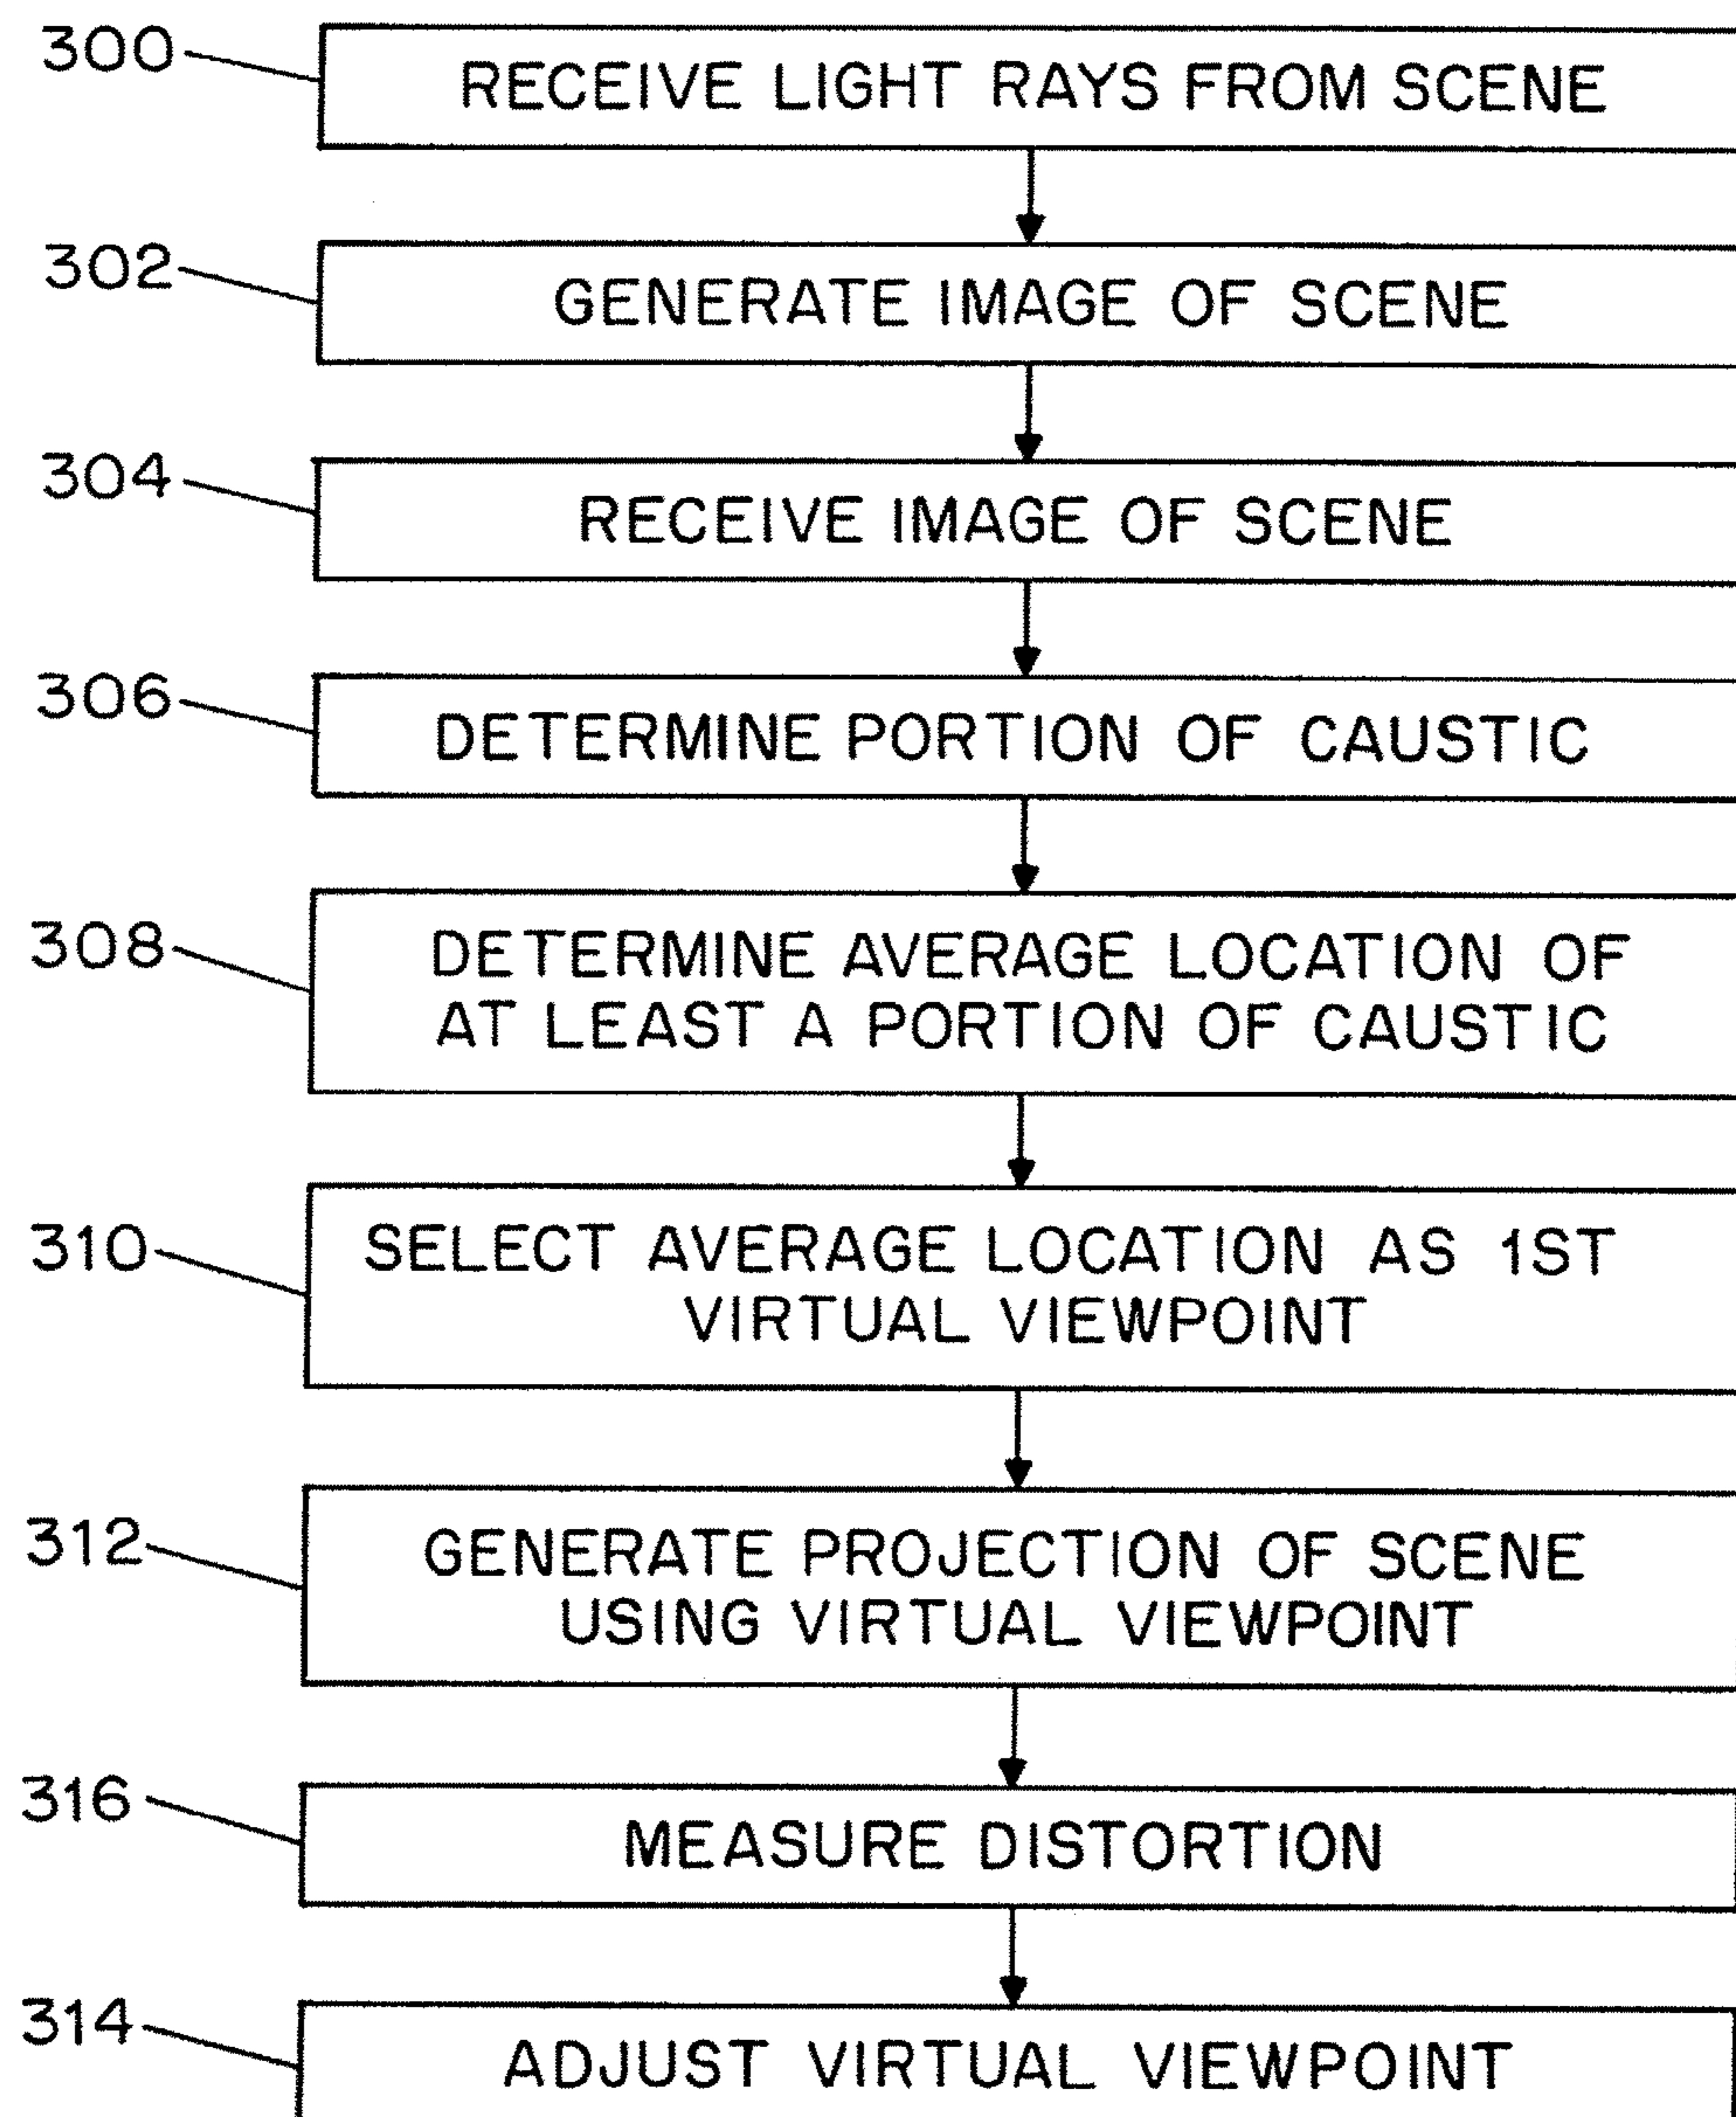 300
RECEIVE LIGHT RAYS FROM SCENE
302
GENERATE IMAGE OF SCENE
304
RECEIVE IMAGE OF SCENE
306
DETERMINE PORTION OF CAUSTIC
308
DETERMINE AVERAGE LOCATION OF
AT LEAST A PORTION OF CAUSTIC
310
SELECT AVERAGE LOCATION AS 1ST
VIRTUAL VIEWPOINT
312
GENERATE PROJECTION OF SCENE
USING VIRTUAL VIEWPOINT
316
MEASURE DISTORTION
314
ADJUST VIRTUAL VIEWPOINT